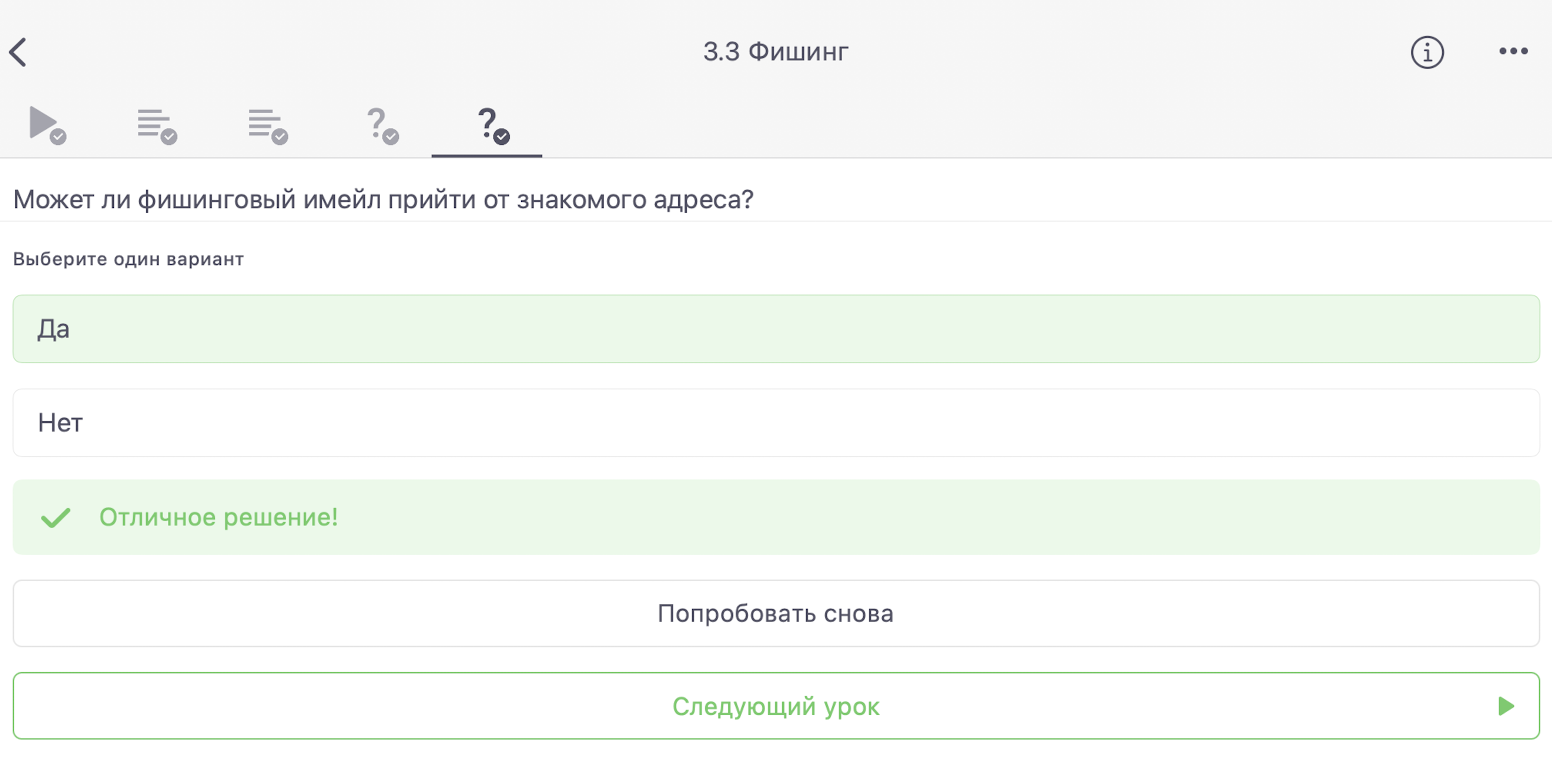 3.3 Фишинг
Может ли фишинговый имейл прийти от знакомого адреса?
Выберите один вариант
Да
Нет
Отличное решение!
Попробовать снова
Следующий урок